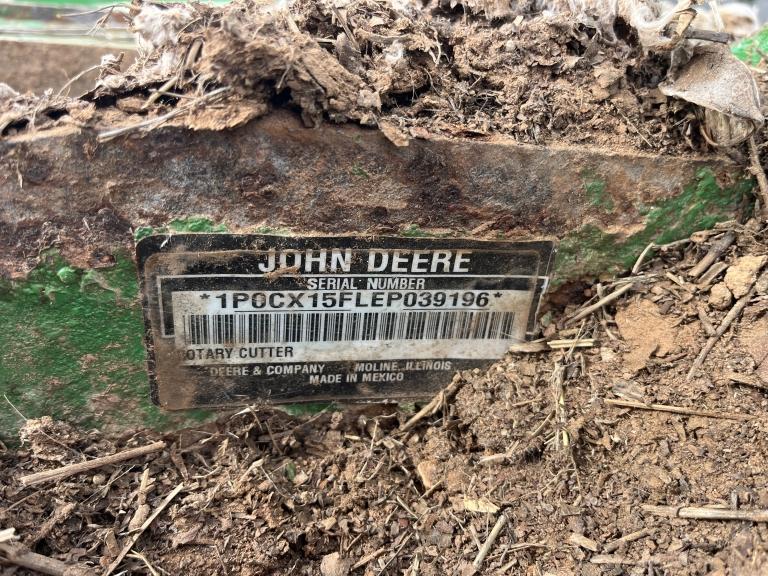 JOHN DEERE
SERIAL NUMBER
*1P0CX15FLEP039196*
OTARY CUTTER
DEERE & COMPANY MOLINE, ILLINOIS
MADE IN MEXICO